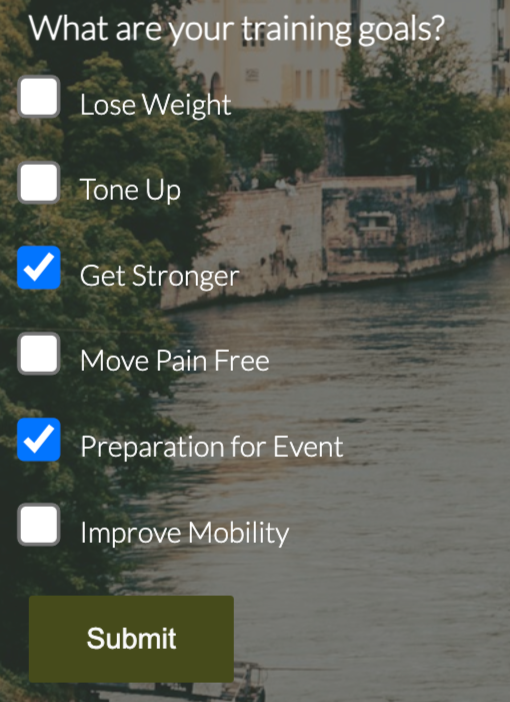 What are your training goals?
Lose Weight
Tone Up
Get Stronger
Move Pain Free
Preparation for Event
Improve Mobility
Submit